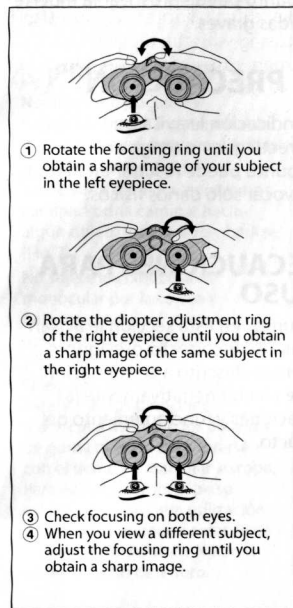 das graves
PRECA
① Rotate the focusing ring until you
obtain a sharp image of your subject
in the left eyepiece.
② Rotate the diopter adjustment ring
of the right eyepiece until you obtain
a sharp image of the same subject in
the right eyepiece.
③ Check focusing on both eyes.
④ When you view a different subject,
adjust the focusing ring until you
obtain a sharp image.